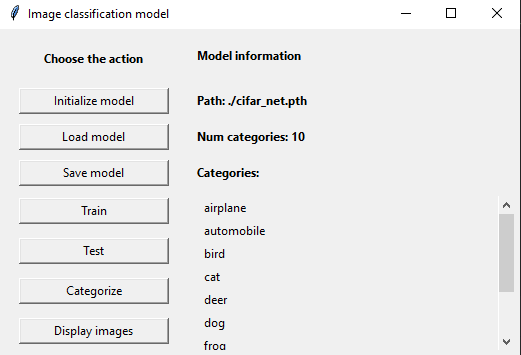 Image classification model
Choose the action
Model information
Initialize model
Path: ./cifar_net.pth
Load model
Num categories: 10
Save model
Categories:
Train
airplane
automobile
Test
bird
cat
Categorize
deer
dog
Display images
frog